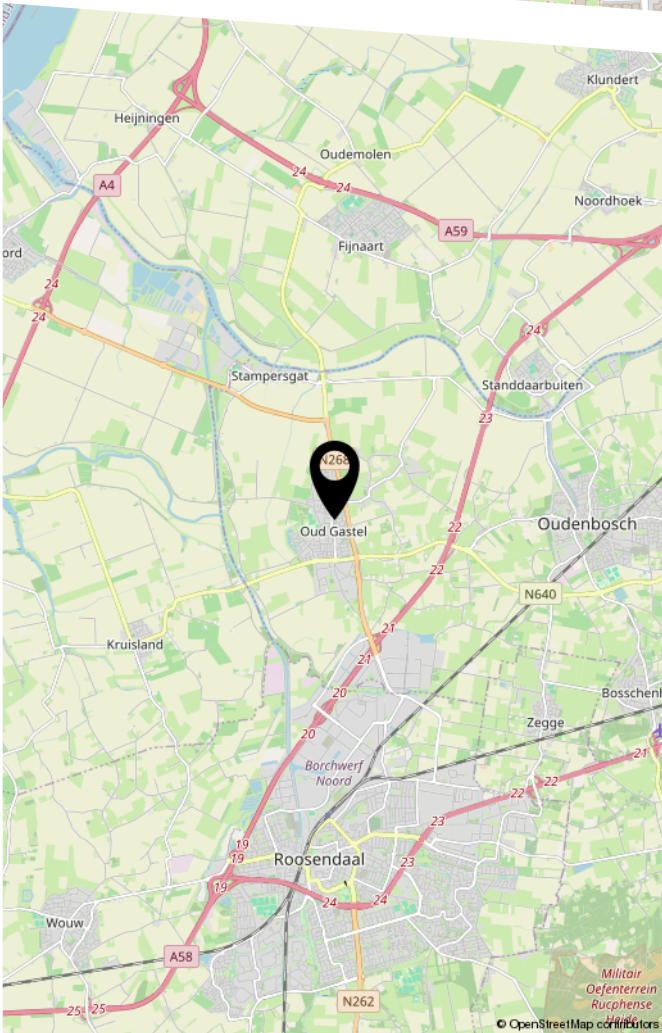 Klundert
Heijningen
Oudemolen
24
24
A4
Noordhoek
A59
Fijnaart
ord
24
24
24
Stampersgat
Standdaarbuiten
23
N268
22
Oudenbosch
Oud Gastel
22
N640
21
Kruisland
21
20
Bosschenh
Zegge
20
21
Borchwerf
Noord
22
22
23
19
19
Roosendaal
23
19
24
24
Wouw
A58
Militair
Oefenterrein
Rucphense
Heide
25
25
N262
© OpenStreetMap contributors